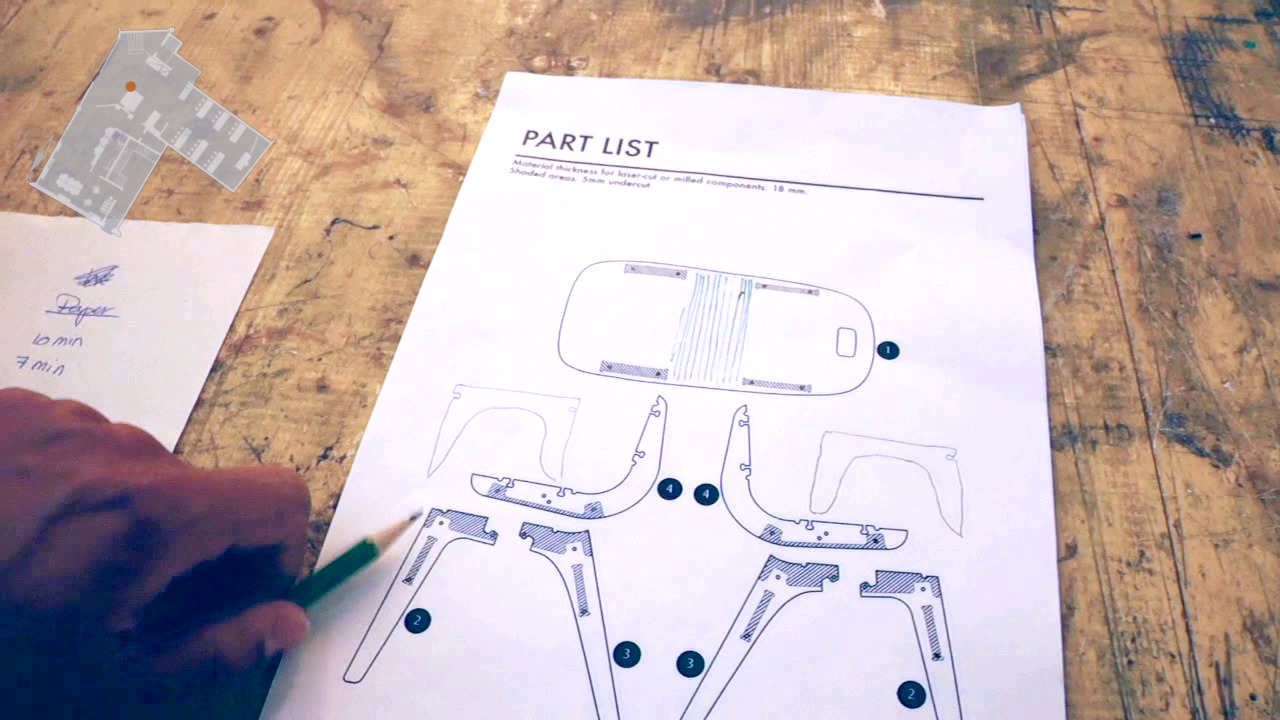 PART LIST
Material thickness for laser-cut or milled components: 18 mm.
Shaded areas: 5mm undercut
1
4 4
2
3 3
2
Paper
10 min
7 min